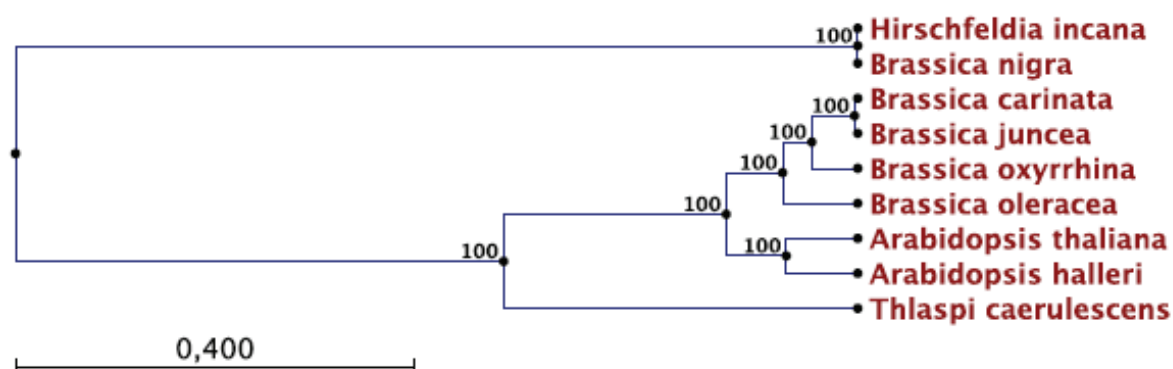 100 Hirschfeldia incana
Brassica nigra
100 Brassica carinata
100 Brassica juncea
100 Brassica oxyrrhina
100 Brassica oleracea
100 Arabidopsis thaliana
100 Arabidopsis halleri
Thlaspi caerulescens
0,400